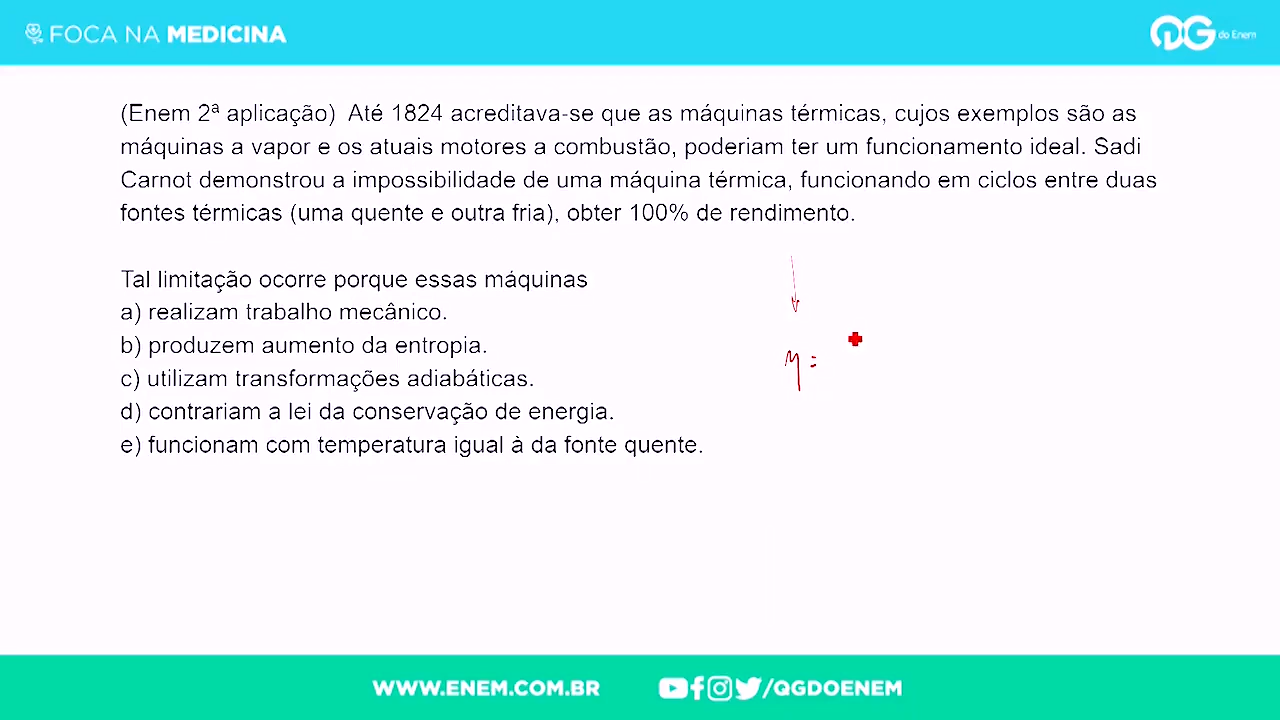 FOCA NA MEDICINA
QG do Enem
(Enem 2ª aplicação)  Até 1824 acreditava-se que as máquinas térmicas, cujos exemplos são as
máquinas a vapor e os atuais motores a combustão, poderiam ter um funcionamento ideal. Sadi
Carnot demonstrou a impossibilidade de uma máquina térmica, funcionando em ciclos entre duas
fontes térmicas (uma quente e outra fria), obter 100% de rendimento.
Tal limitação ocorre porque essas máquinas
a) realizam trabalho mecânico.
b) produzem aumento da entropia.
c) utilizam transformações adiabáticas.
d) contrariam a lei da conservação de energia.
e) funcionam com temperatura igual à da fonte quente.
η =
WWW.ENEM.COM.BR
/QGDOENEM